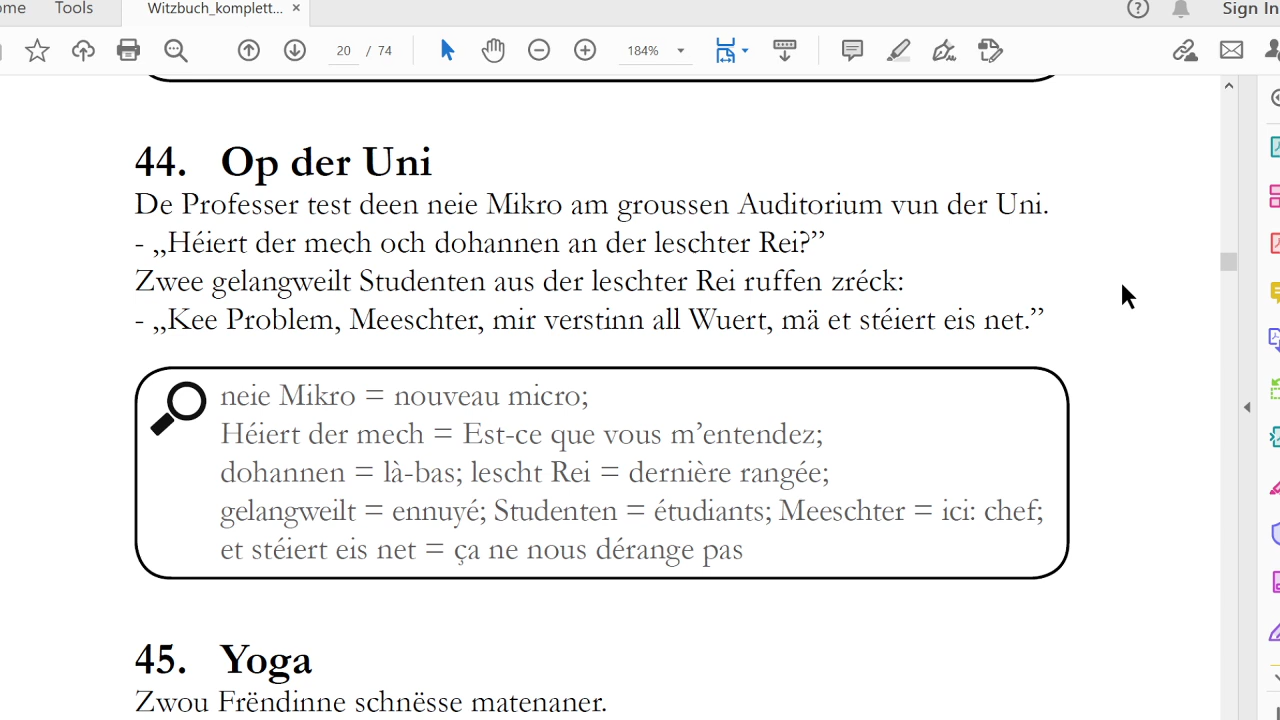 Tools
Witzbuch_komplett... ×
Sign In
20 / 74
184%
44. Op der Uni
De Professer test deen neie Mikro am groussen Auditorium vun der Uni.
- „Héiert der mech och dohannen an der leschter Rei?”
Zwee gelangweilt Studenten aus der leschter Rei ruffen zréck:
- „Kee Problem, Meeschter, mir verstinn all Wuert, mä et stéiert eis net.”
neie Mikro = nouveau micro;
Héiert der mech = Est-ce que vous m’entendez;
dohannen = là-bas; lescht Rei = dernière rangée;
gelangweilt = ennuyé; Studenten = étudiants; Meeschter = ici: chef;
et stéiert eis net = ça ne nous dérange pas
45. Yoga
Zwou Frëndinne schnësse matenaner.